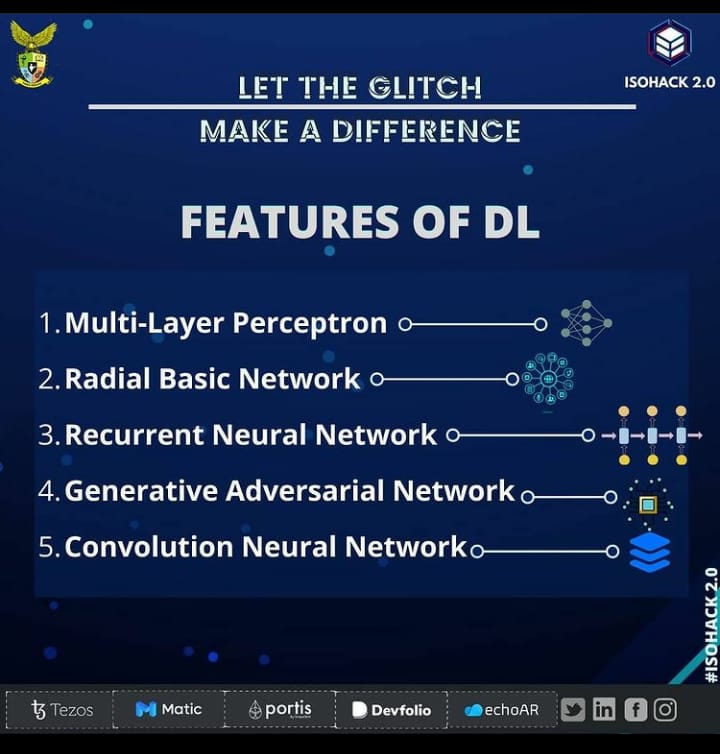 ISOHACK 2.0
LET THE GLITCH
MAKE A DIFFERENCE
FEATURES OF DL
1. Multi-Layer Perceptron
2. Radial Basic Network
3. Recurrent Neural Network
4. Generative Adversarial Network
5. Convolution Neural Network
#ISOHACK 2.0
Tezos
Matic
portis
Devfolio
echoAR